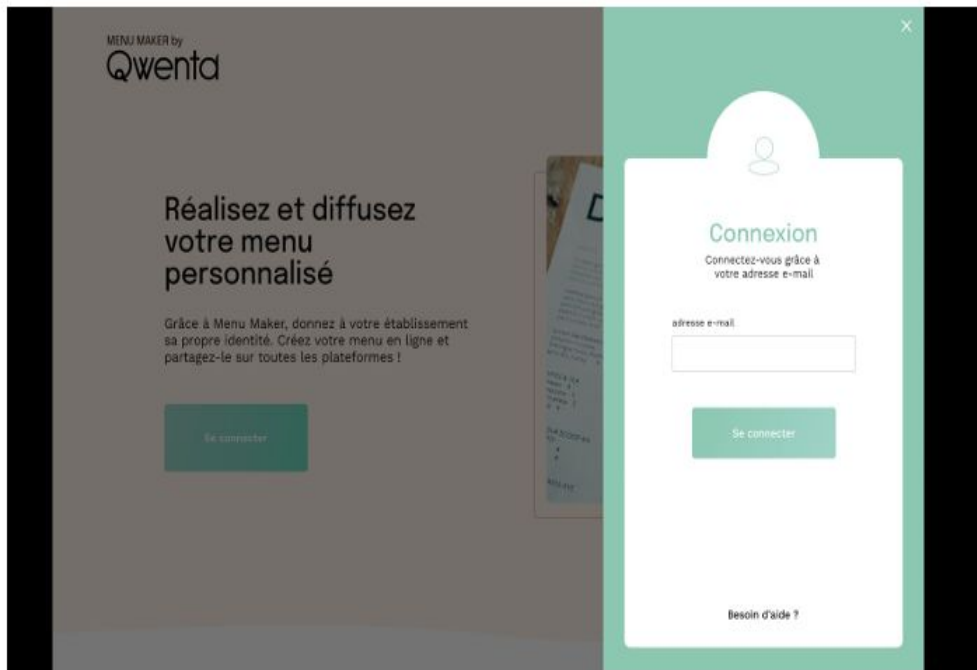 MENU MAKER by
Qwenta
Réalisez et diffusez
votre menu
personnalisé
Grâce à Menu Maker, donnez à votre établissement
sa propre identité. Créez votre menu en ligne et
partagez-le sur toutes les plateformes !
Se connecter
D
X
Connexion
Connectez-vous grâce à
votre adresse e-mail
adresse e-mail
Se connecter
Besoin d'aide ?